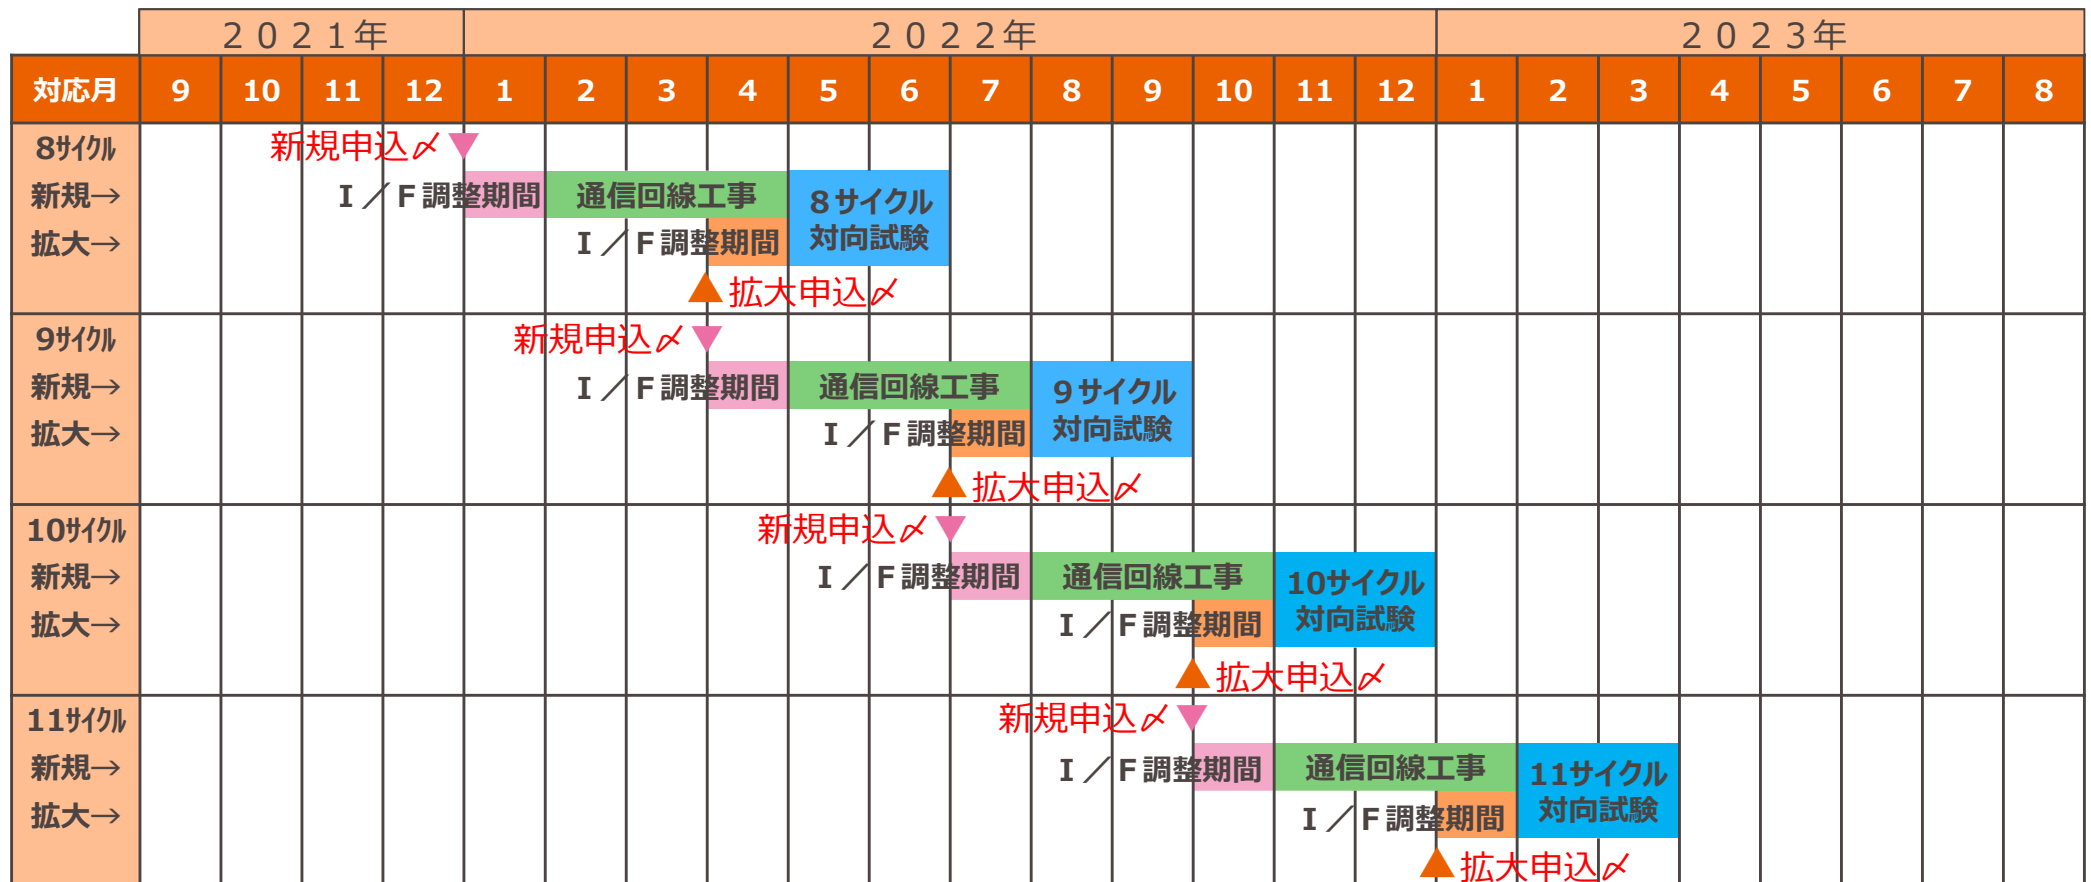 ２０２１年 ２０２２年 ２０２３年
対応月 9 10 11 12 1 2 3 4 5 6 7 8 9 10 11 12 1 2 3 4 5 6 7 8
8ｻｲｸﾙ
新規申込〆
新規→
Ｉ／Ｆ調整期間
通信回線工事
８サイクル
対向試験
拡大→
Ｉ／Ｆ調整期間
拡大申込〆
9ｻｲｸﾙ
新規申込〆
新規→
Ｉ／Ｆ調整期間
通信回線工事
９サイクル
対向試験
拡大→
Ｉ／Ｆ調整期間
拡大申込〆
10ｻｲｸﾙ
新規申込〆
新規→
Ｉ／Ｆ調整期間
通信回線工事
10サイクル
対向試験
拡大→
Ｉ／Ｆ調整期間
拡大申込〆
11ｻｲｸﾙ
新規申込〆
新規→
Ｉ／Ｆ調整期間
通信回線工事
11サイクル
対向試験
拡大→
Ｉ／Ｆ調整期間
拡大申込〆